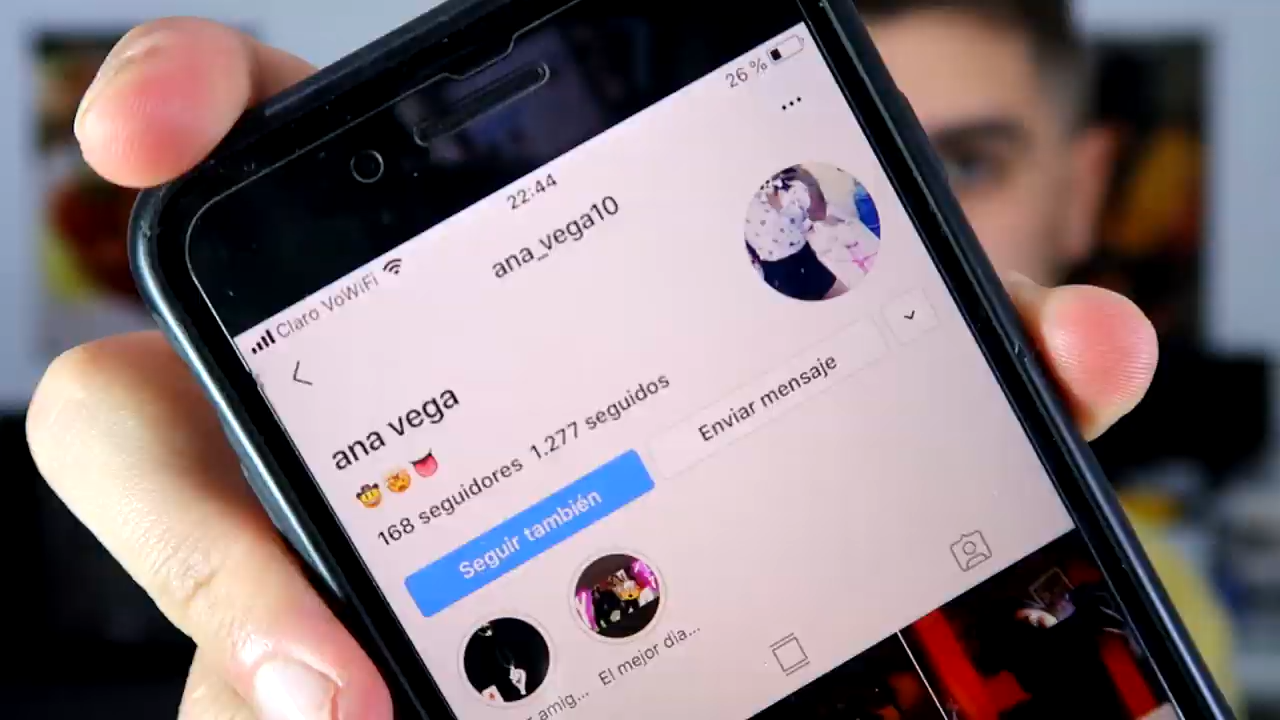 Claro VoWiFi 22:44 26 %
ana_vega10
ana vega
168 seguidores 1.277 seguidos
Seguir también Enviar mensaje
amig... El mejor dia...